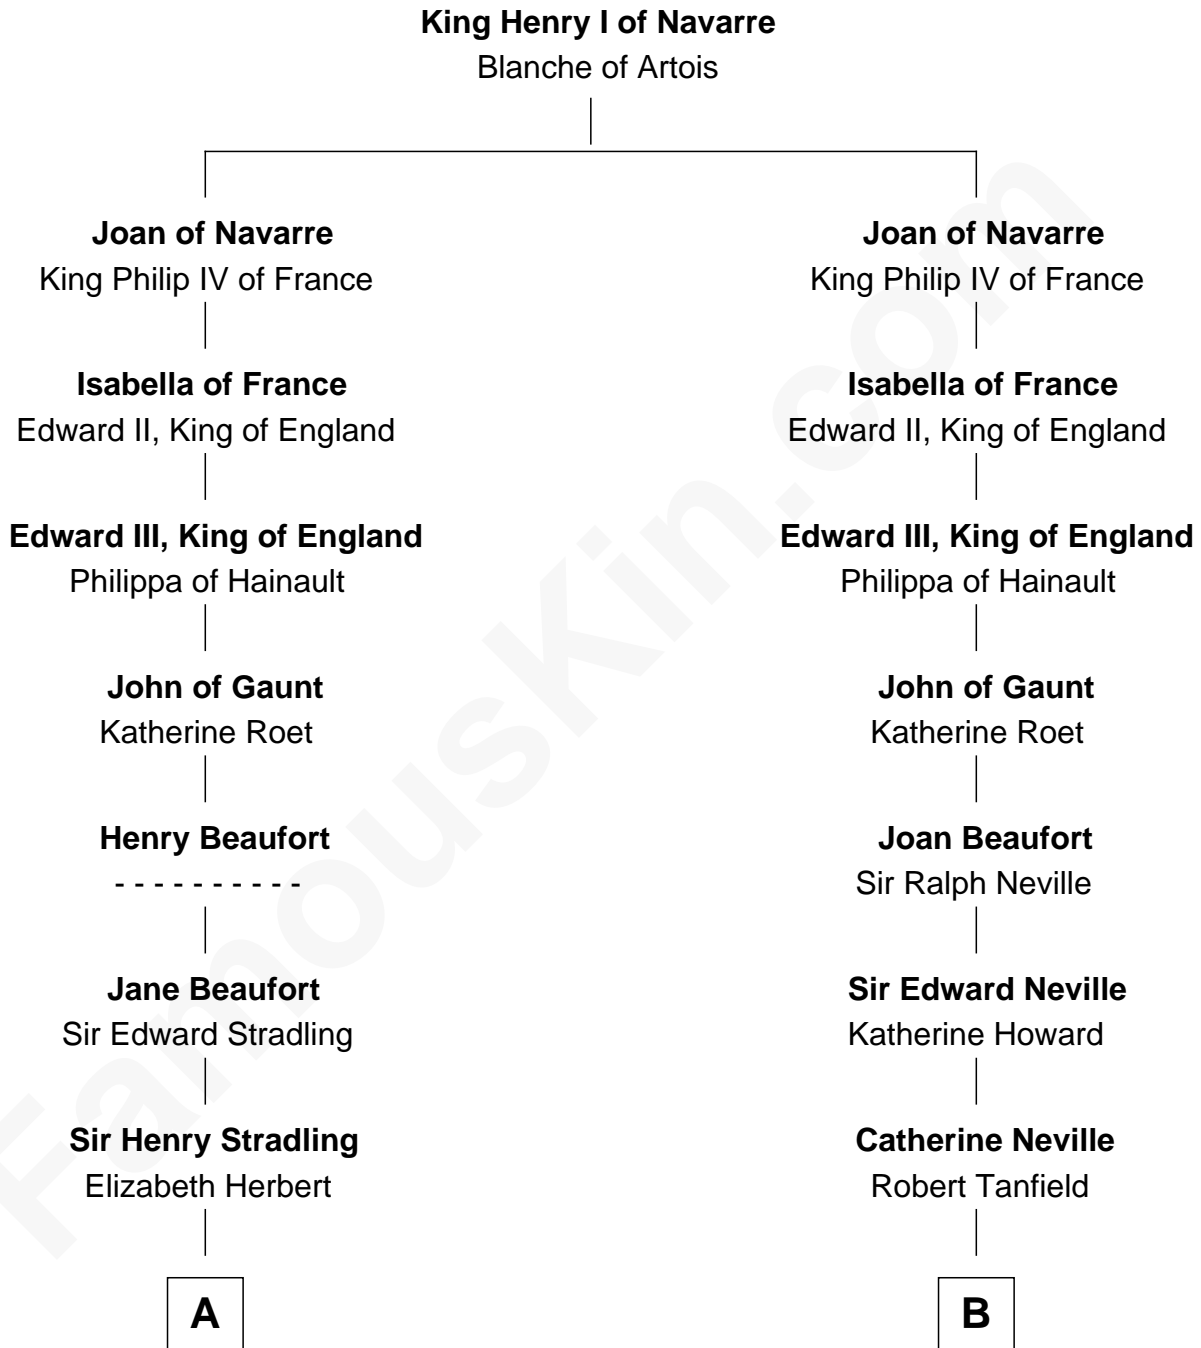 King Henry I of Navarre
Blanche of Artois
Joan of Navarre
King Philip IV of France
Joan of Navarre
King Philip IV of France
Isabella of France
Edward II, King of England
Isabella of France
Edward II, King of England
Edward III, King of England
Philippa of Hainault
Edward III, King of England
Philippa of Hainault
John of Gaunt
Katherine Roet
John of Gaunt
Katherine Roet
Henry Beaufort
- - - - - - - - - -
Joan Beaufort
Sir Ralph Neville
Jane Beaufort
Sir Edward Stradling
Sir Edward Neville
Katherine Howard
Sir Henry Stradling
Elizabeth Herbert
Catherine Neville
Robert Tanfield
A
B
FamousKin.com